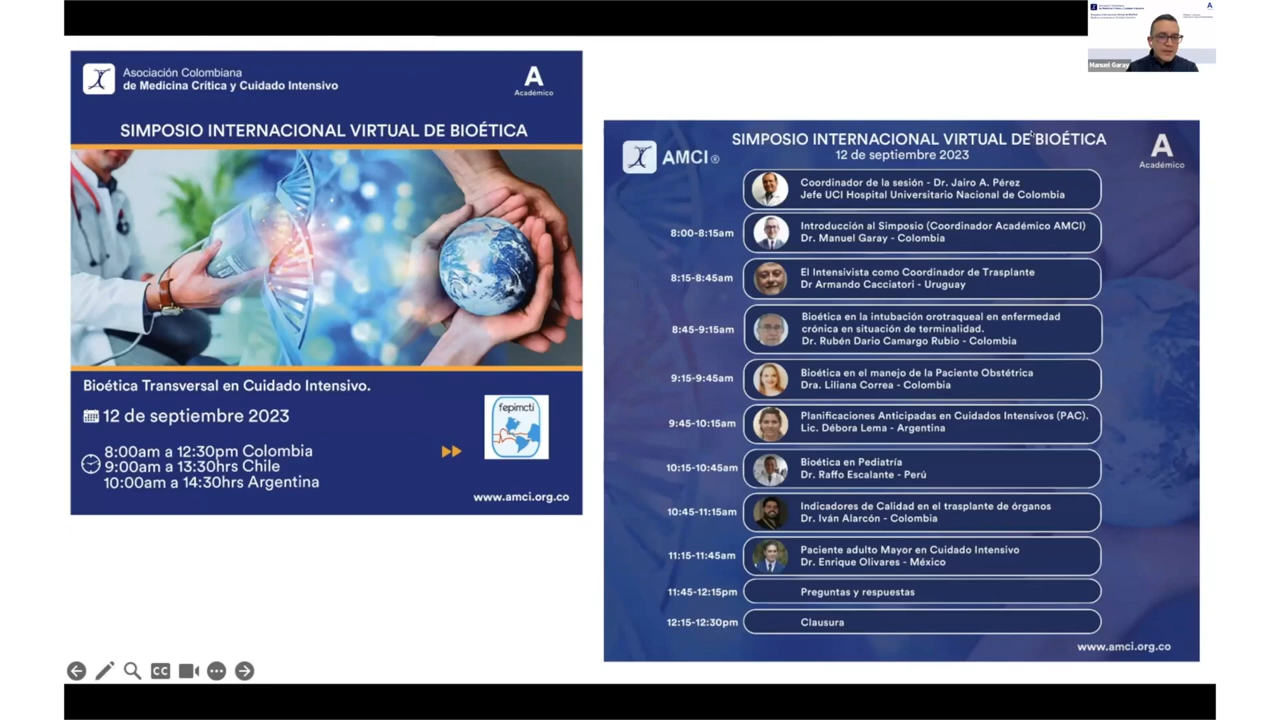 Asociación Colombiana
de Medicina Crítica y Cuidado Intensivo
A
Académico
SIMPOSIO INTERNACIONAL VIRTUAL DE BIOÉTICA
Bioética Transversal en Cuidado Intensivo.
12 de septiembre 2023
8:00am a 12:30pm Colombia
9:00am a 13:30hrs Chile
10:00am a 14:30hrs Argentina
fepimcti
www.amci.org.co
AMCI®
SIMPOSIO INTERNACIONAL VIRTUAL DE BIOÉTICA
12 de septiembre 2023
A
Académico
Coordinador de la sesión - Dr. Jairo A. Pérez
Jefe UCI Hospital Universitario Nacional de Colombia
8:00-8:15am
Introducción al Simposio (Coordinador Académico AMCI)
Dr. Manuel Garay - Colombia
8:15-8:45am
El Intensivista como Coordinador de Trasplante
Dr Armando Cacciatori - Uruguay
8:45-9:15am
Bioética en la intubación orotraqueal en enfermedad
crónica en situación de terminalidad.
Dr. Rubén Dario Camargo Rubio - Colombia
9:15-9:45am
Bioética en el manejo de la Paciente Obstétrica
Dra. Liliana Correa - Colombia
9:45-10:15am
Planificaciones Anticipadas en Cuidados Intensivos (PAC).
Lic. Débora Lema - Argentina
10:15-10:45am
Bioética en Pediatría
Dr. Raffo Escalante - Perú
10:45-11:15am
Indicadores de Calidad en el trasplante de órganos
Dr. Iván Alarcón - Colombia
11:15-11:45am
Paciente adulto Mayor en Cuidado Intensivo
Dr. Enrique Olivares - México
11:45-12:15pm
Preguntas y respuestas
12:15-12:30pm
Clausura
www.amci.org.co
Manuel Garay
CC